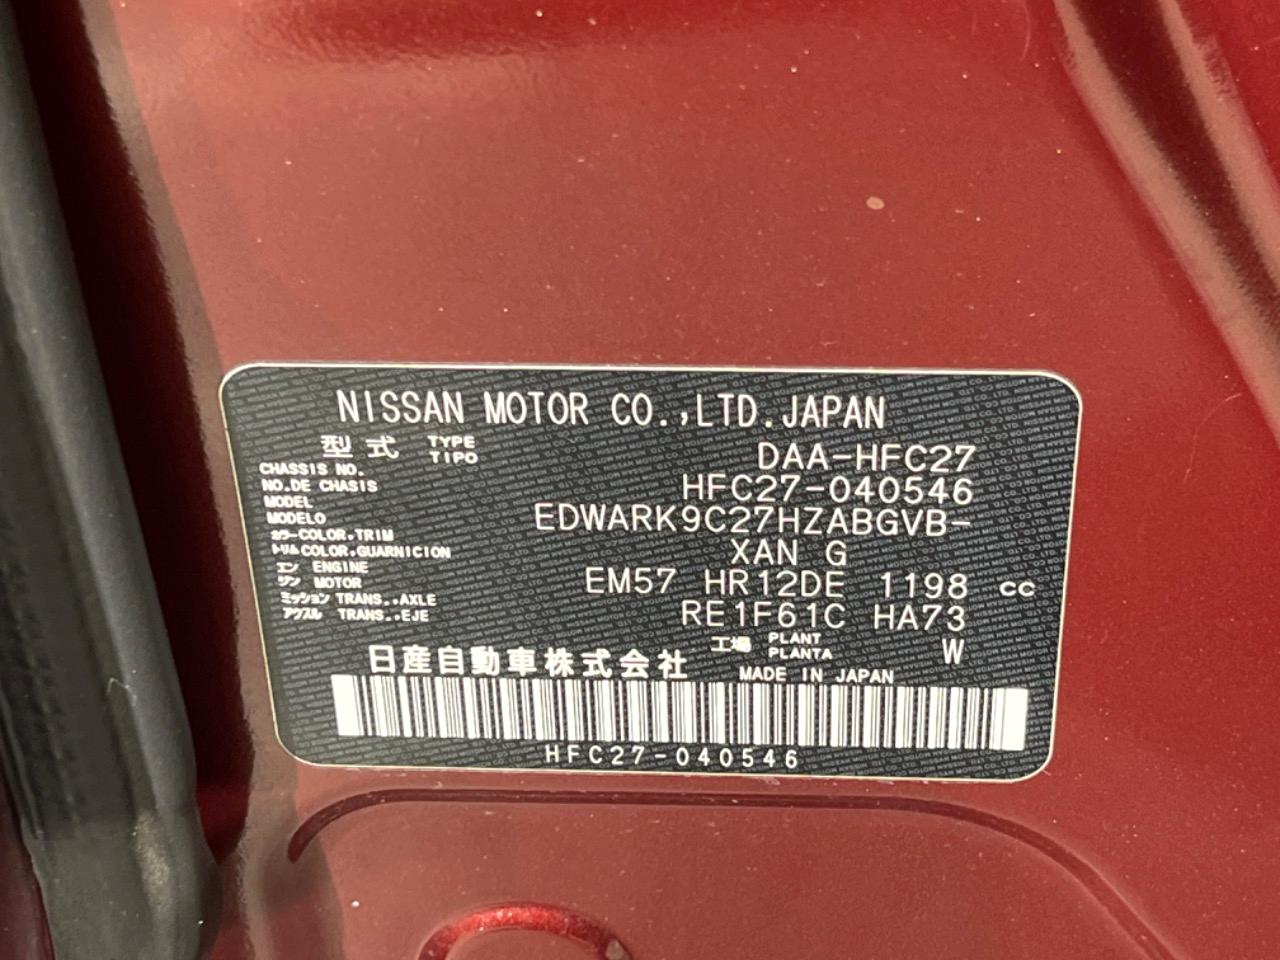 NISSAN MOTOR CO.,LTD.JAPAN
型式 TYPE TIPO DAA-HFC27
CHASSIS NO.
NO.DE CHASIS HFC27-040546
MODEL
MODELO EDWARK9C27HZABGVB-
カラー COLOR,TRIM
トリム COLOR,GUARNICION XAN G
エン ENGINE
ジン MOTOR EM57 HR12DE 1198 cc
ミッション TRANS.,AXLE
アクスル TRANS.,EJE RE1F61C HA73
工場 PLANT PLANTA W
日産自動車株式会社 MADE IN JAPAN
HFC27-040546